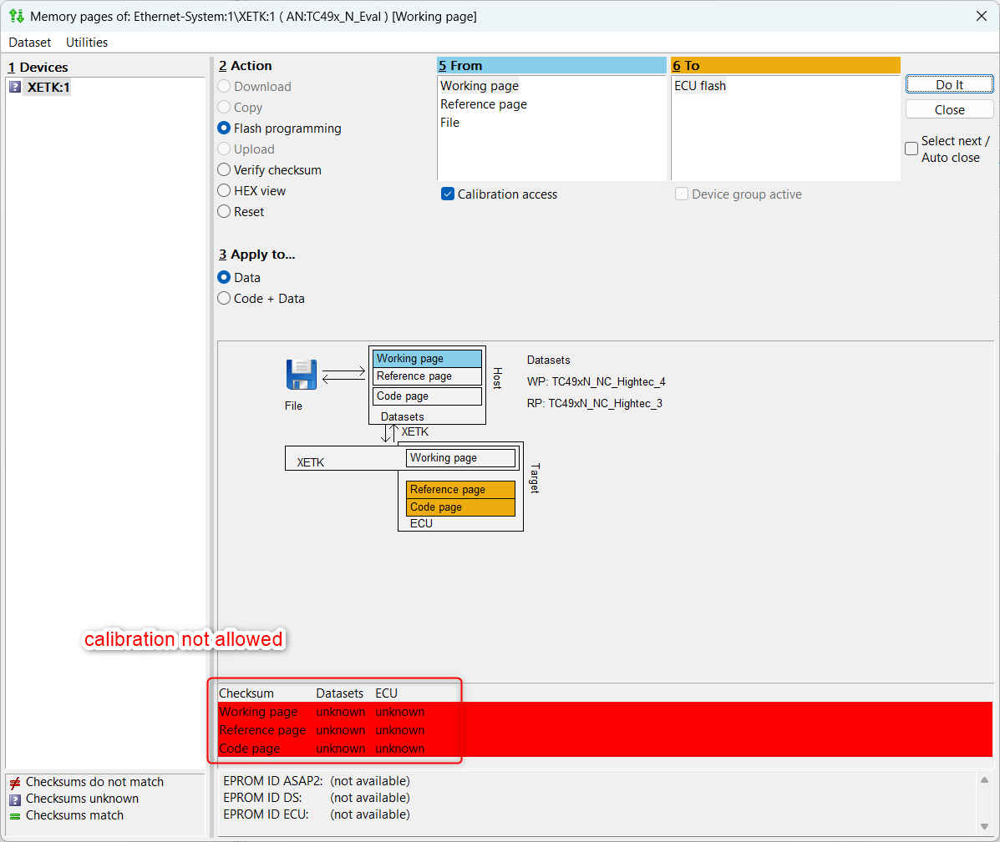 Memory pages of: Ethernet-System:1\XETK:1 ( AN:TC49x_N_Eval ) [Working page]
Dataset Utilities
1 Devices
XETK:1
2 Action
Download
Copy
Flash programming
Upload
Verify checksum
HEX view
Reset
3 Apply to...
Data
Code + Data
5 From
Working page
Reference page
File
Calibration access
6 To
ECU flash
Device group active
Do It
Close
Select next /
Auto close
File
Working page
Reference page
Code page
Datasets
Host
XETK
XETK
Working page
Reference page
Code page
ECU
Target
Datasets
WP: TC49xN_NC_Hightec_4
RP: TC49xN_NC_Hightec_3
calibration not allowed
Checksum Datasets ECU
Working page unknown unknown
Reference page unknown unknown
Code page unknown unknown
Checksums do not match
Checksums unknown
Checksums match
EPROM ID ASAP2: (not available)
EPROM ID DS: (not available)
EPROM ID ECU: (not available)